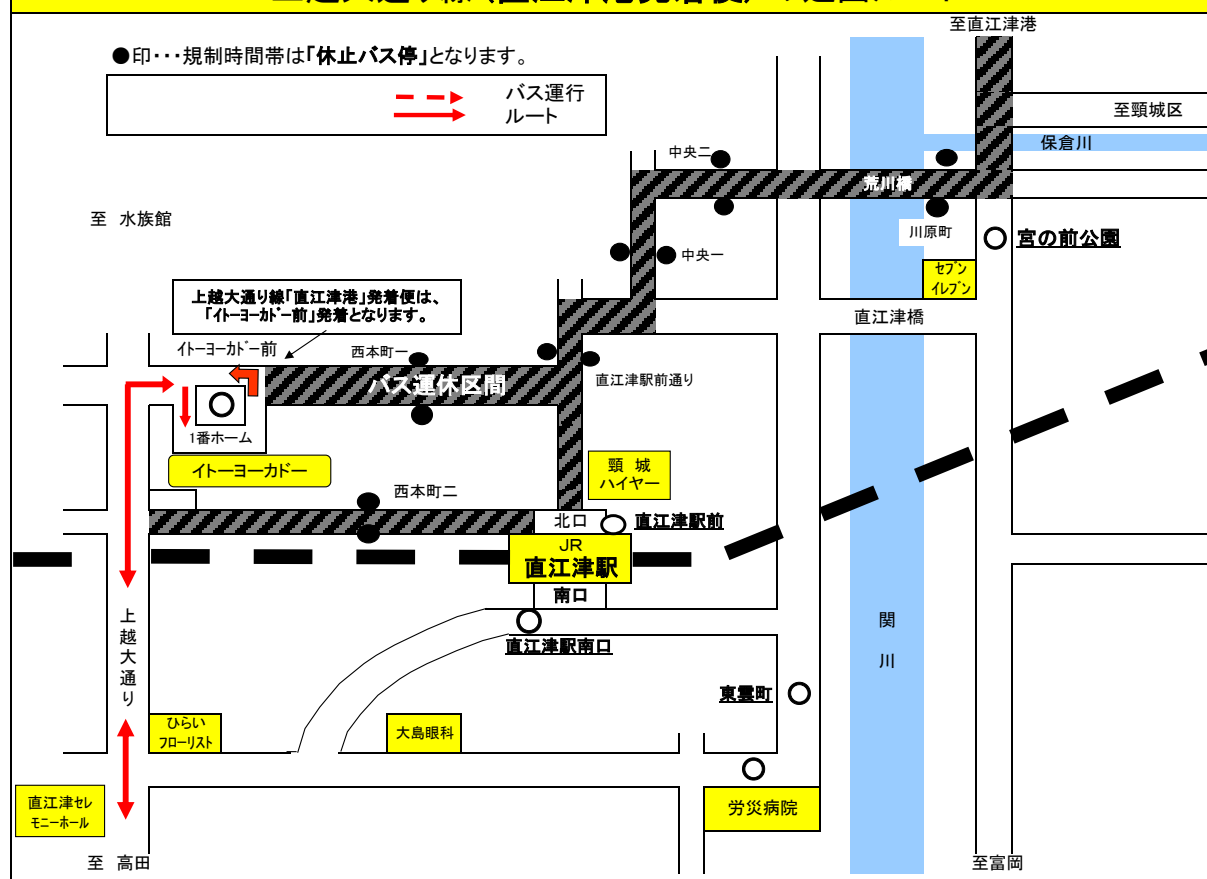 至直江津港
●印･･･規制時間帯は「休止バス停」となります。
バス運行
ルート
至頸城区
保倉川
中央二
荒川橋
至 水族館
川原町
宮の前公園
中央一
セブン
イレブン
上越大通り線「直江津港」発着便は、
「イトーヨーカドー前」発着となります。
直江津橋
イトーヨーカドー前
西本町一
バス運休区間
直江津駅前通り
1番ホーム
イトーヨーカドー
頸 城
ハイヤー
西本町二
北口
直江津駅前
JR
直江津駅
南口
上越大通り
関川
直江津駅南口
東雲町
ひらい
フローリスト
大島眼科
直江津セレ
モニーホール
労災病院
至 高田
至富岡